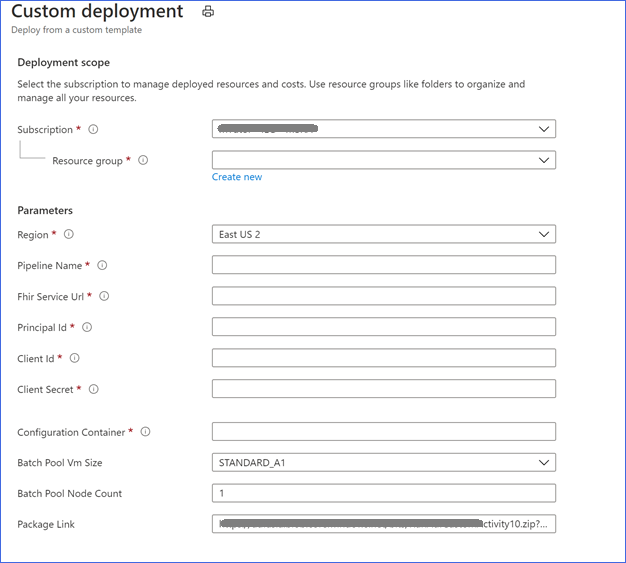 Custom deployment
Deploy from a custom template
Deployment scope
Select the subscription to manage deployed resources and costs. Use resource groups like folders to organize and
manage all your resources.
Subscription *
Resource group *
Create new
Parameters
Region * East US 2
Pipeline Name *
Fhir Service Url *
Principal Id *
Client Id *
Client Secret *
Configuration Container *
Batch Pool Vm Size STANDARD_A1
Batch Pool Node Count 1
Package Link ctivity10.zip?...